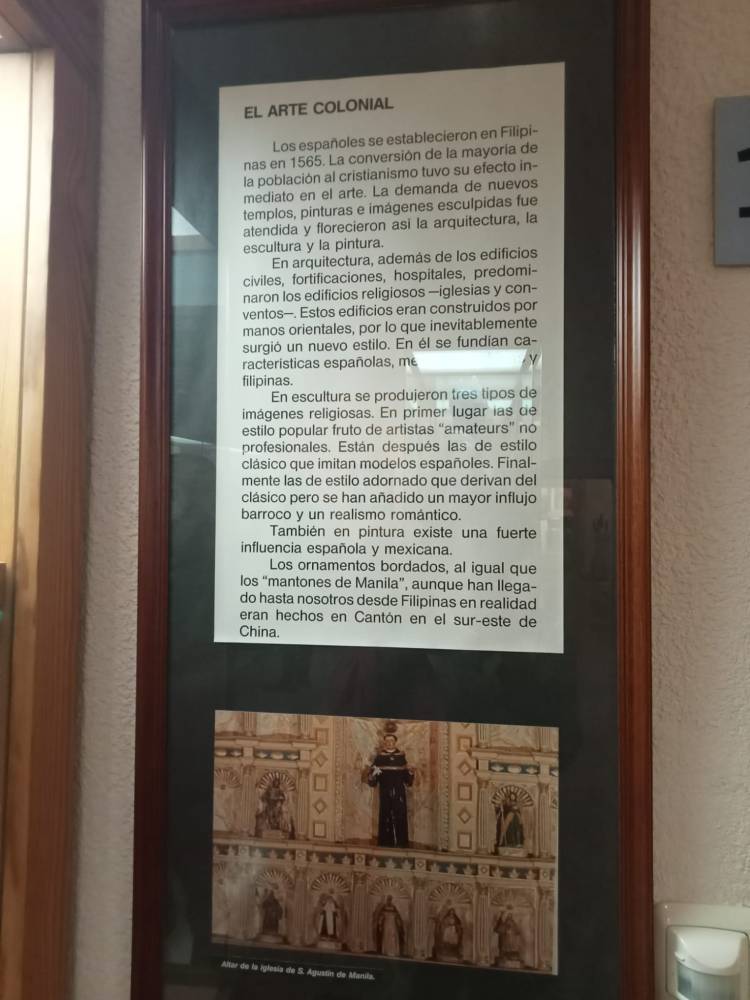 EL ARTE COLONIAL
Los españoles se establecieron en Filipi-
nas en 1565. La conversión de la mayoría de
la población al cristianismo tuvo su efecto in-
mediato en el arte. La demanda de nuevos
templos, pinturas e imágenes esculpidas fue
atendida y florecieron asi la arquitectura, la
escultura y la pintura.
En arquitectura, además de los edificios
civiles, fortificaciones, hospitales, predomi-
naron los edificios religiosos —iglesias y con-
ventos—. Estos edificios eran construidos por
manos orientales, por lo que inevitablemente
surgió un nuevo estilo. En él se fundían ca-
racterísticas españolas, y
filipinas.
En escultura se produjeron tres tipos de
imágenes religiosas. En primer lugar las de
estilo popular fruto de artistas “amateurs” no
profesionales. Están después las de estilo
clásico que imitan modelos españoles. Final-
mente las de estilo adornado que derivan del
clásico pero se han añadido un mayor influjo
barroco y un realismo romántico.
También en pintura existe una fuerte
influencia española y mexicana.
Los ornamentos bordados, al igual que
los “mantones de Manila”, aunque han llega-
do hasta nosotros desde Filipinas en realidad
eran hechos en Cantón en el sur-este de
China.
Altar de la iglesia de S. Agustín de Manila.